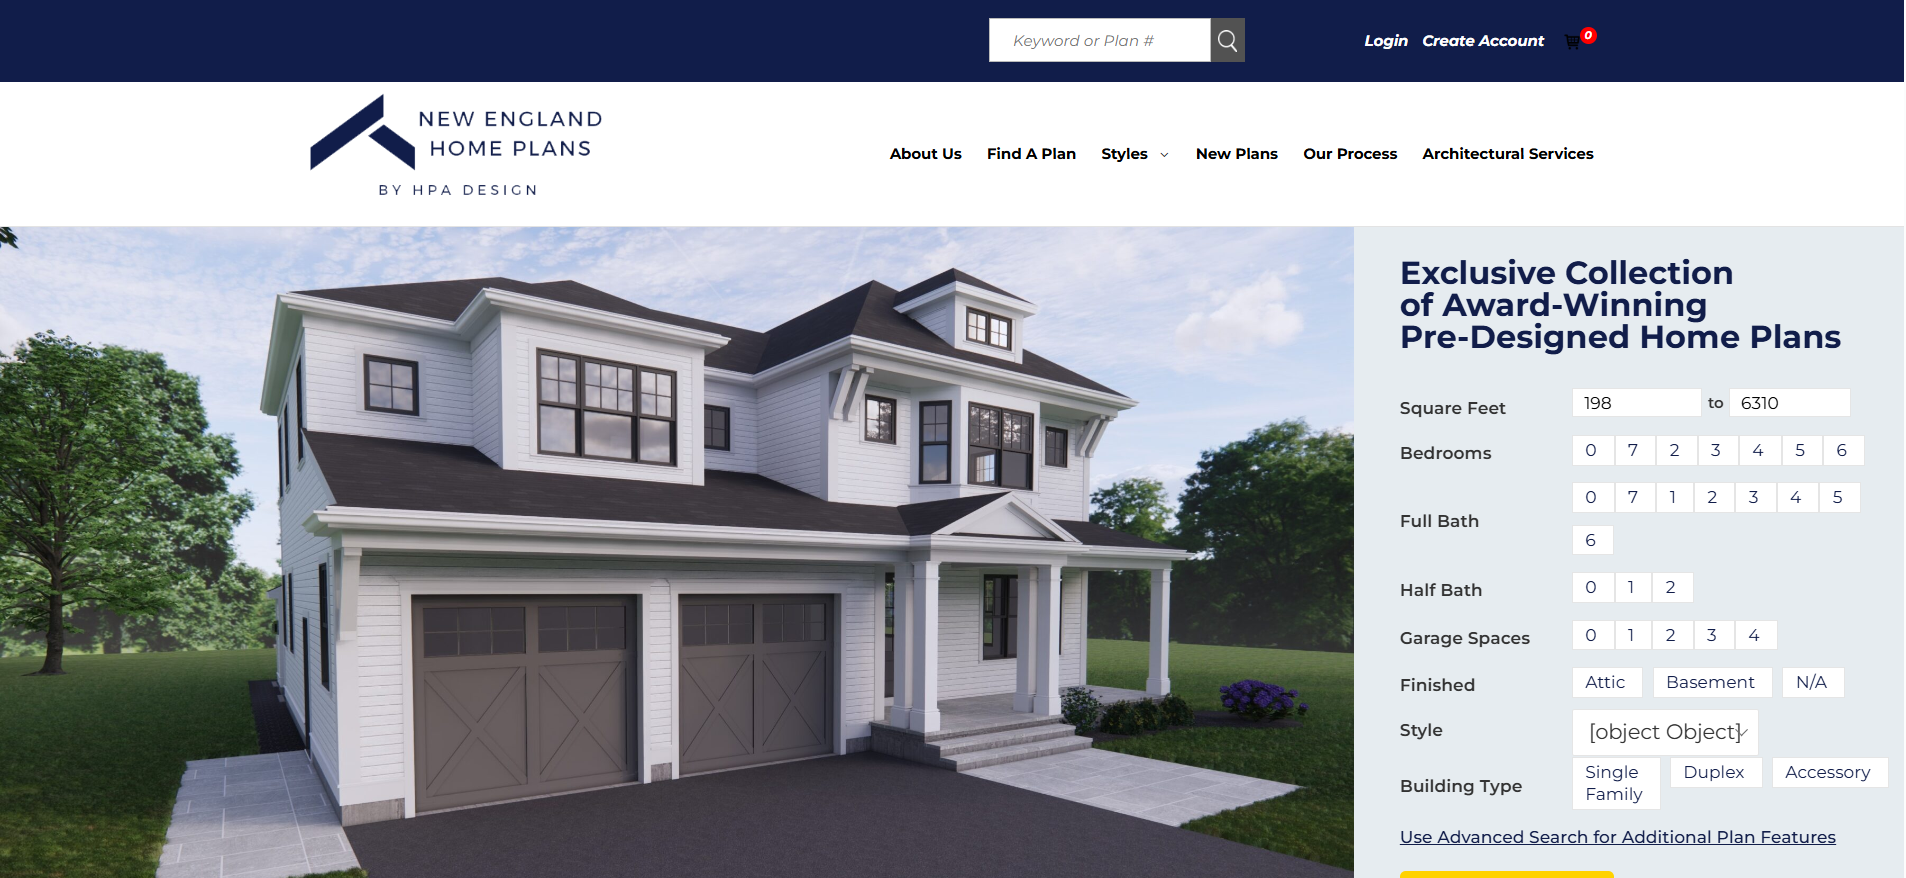 Keyword or Plan #
Login Create Account 0
NEW ENGLAND
HOME PLANS
BY HPA DESIGN
About Us Find A Plan Styles New Plans Our Process Architectural Services
Exclusive Collection
of Award-Winning
Pre-Designed Home Plans
Square Feet 198 to 6310
Bedrooms 0 7 2 3 4 5 6
Full Bath 0 7 1 2 3 4 5
6
Half Bath 0 1 2
Garage Spaces 0 1 2 3 4
Finished Attic Basement N/A
Style [object Object]
Building Type Single Duplex Accessory
Family
Use Advanced Search for Additional Plan Features